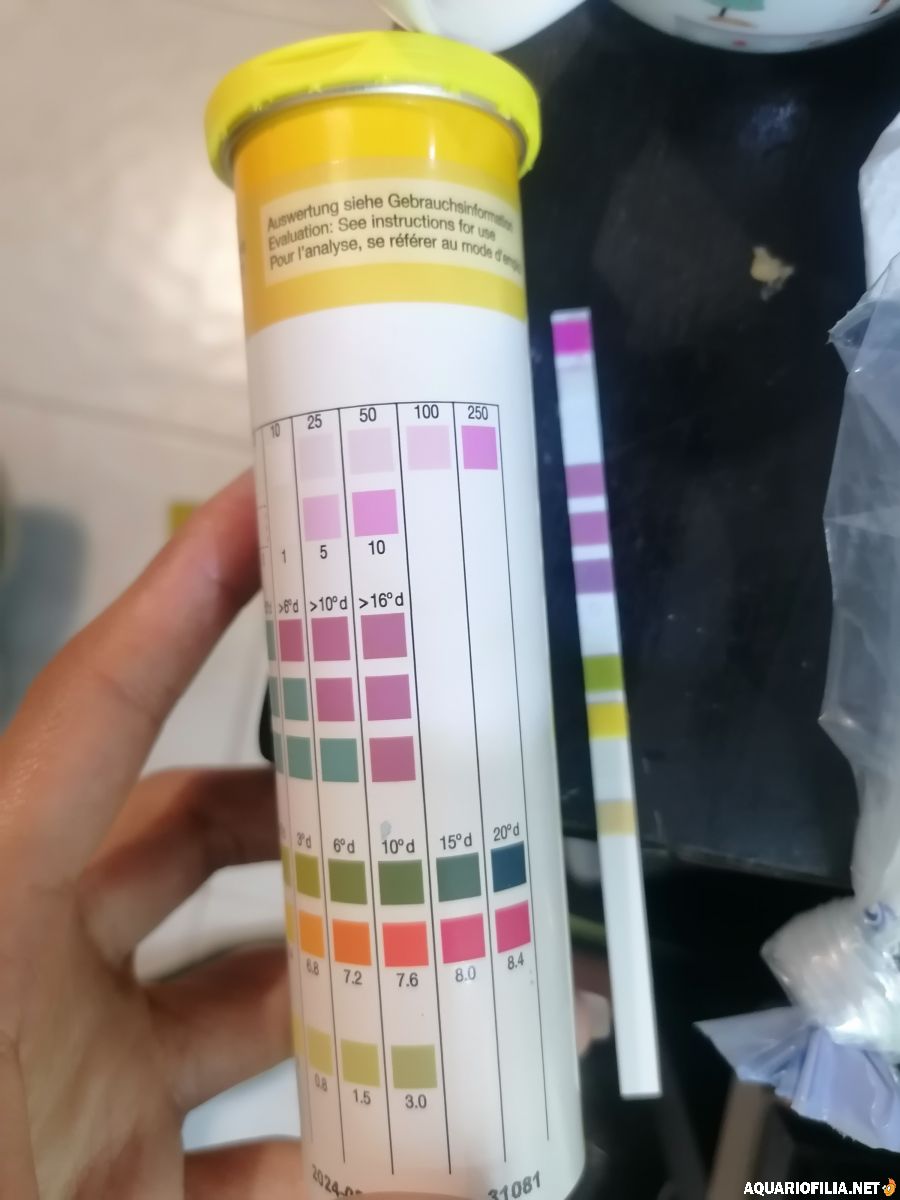 Auswertung siehe Gebrauchsinformation
Evaluation: See instructions for use
Pour l'analyse, se référer au mode
10 25 50 100 250
1 5 10
>6°d >10°d >16°d
3°d 6°d 10°d 15°d 20°d
6.8 7.2 7.6 8.0 8.4
0.8 1.5 3.0
31081
AQUARIOFILIA.NET